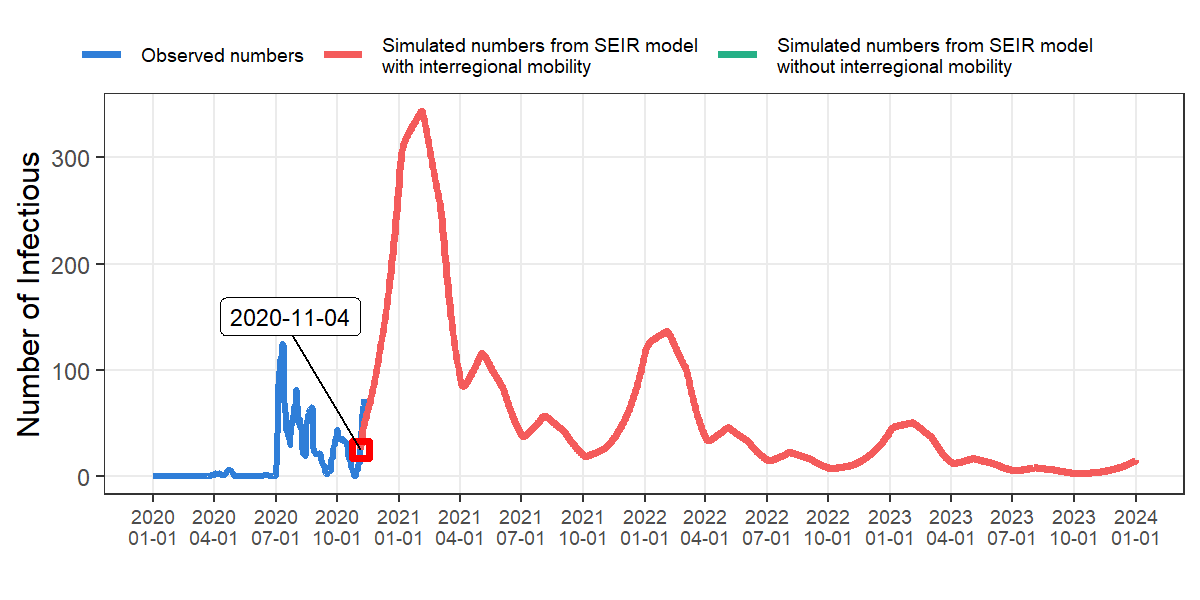 Observed numbers
Simulated numbers from SEIR model
with interregional mobility
Simulated numbers from SEIR model
without interregional mobility
Number of Infectious
300
200
100
0
2020-11-04
2020 2020 2020 2020 2021 2021 2021 2021 2022 2022 2022 2022 2023 2023 2023 2023 2024
01-01 04-01 07-01 10-01 01-01 04-01 07-01 10-01 01-01 04-01 07-01 10-01 01-01 04-01 07-01 10-01 01-01